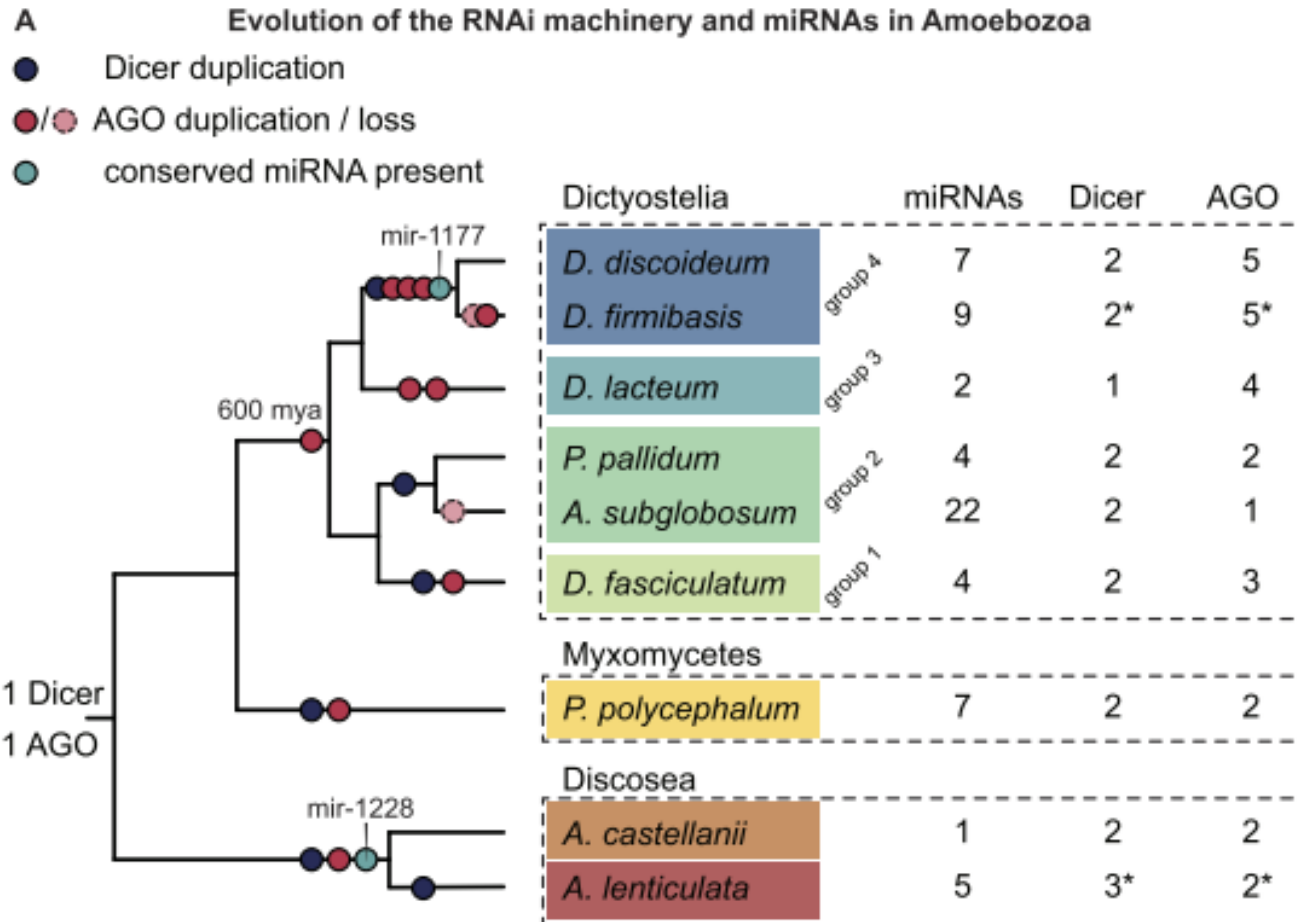 A Evolution of the RNAi machinery and miRNAs in Amoebozoa
Dicer duplication
/ AGO duplication / loss
conserved miRNA present
Dictyostelia miRNAs Dicer AGO
mir-1177
D. discoideum 7 2 5
group 4
D. firmibasis 9 2* 5*
D. lacteum group 3 2 1 4
600 mya
P. pallidum 4 2 2
group 2
A. subglobosum 22 2 1
D. fasciculatum group 1 4 2 3
Myxomycetes
1 Dicer
P. polycephalum 7 2 2
1 AGO
Discosea
mir-1228
A. castellanii 1 2 2
A. lenticulata 5 3* 2*